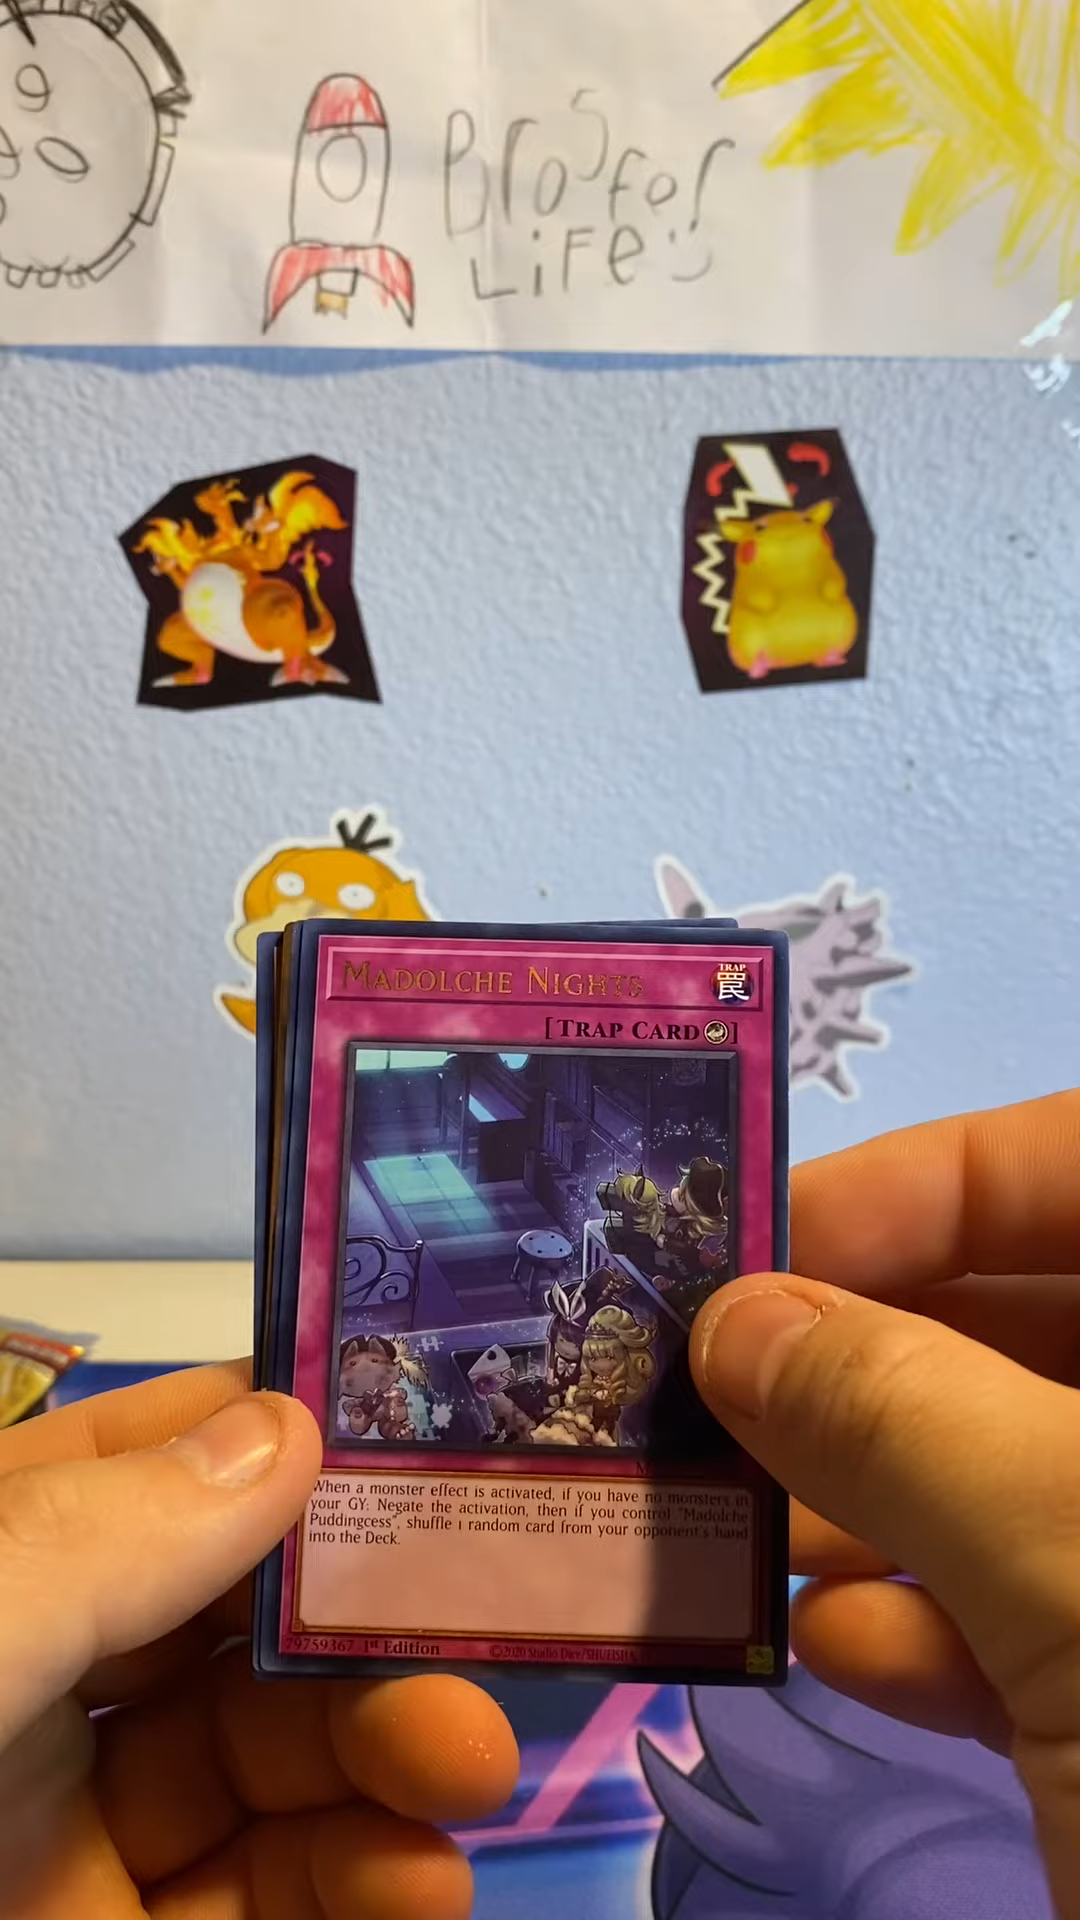 9
Bros for
LiFe
MADOLCHE NIGHTS
TRAP
罠
[TRAP CARD]
When a monster effect is activated, if you have no monsters in
your GY: Negate the activation, then if you control "Madolche
Puddingcess", shuffle 1 random card from your opponent's hand
into the Deck.
79759367 1st Edition
©2020 Studio Dice/SHUEISHA,